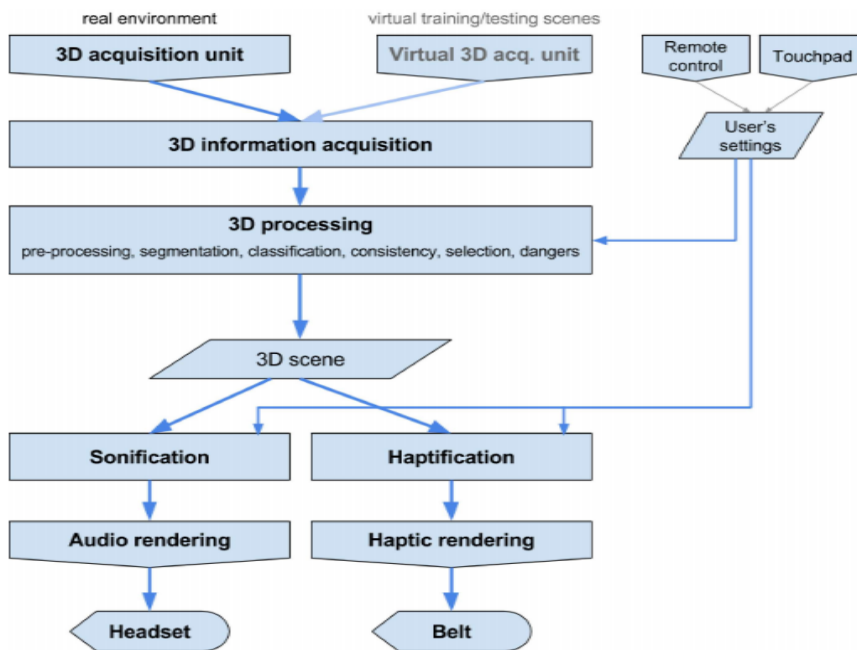 real environment
virtual training/testing scenes
3D acquisition unit
Virtual 3D acq. unit
Remote
control
Touchpad
User's
settings
3D information acquisition
3D processing
pre-processing, segmentation, classification, consistency, selection, dangers
3D scene
Sonification
Haptification
Audio rendering
Haptic rendering
Headset
Belt